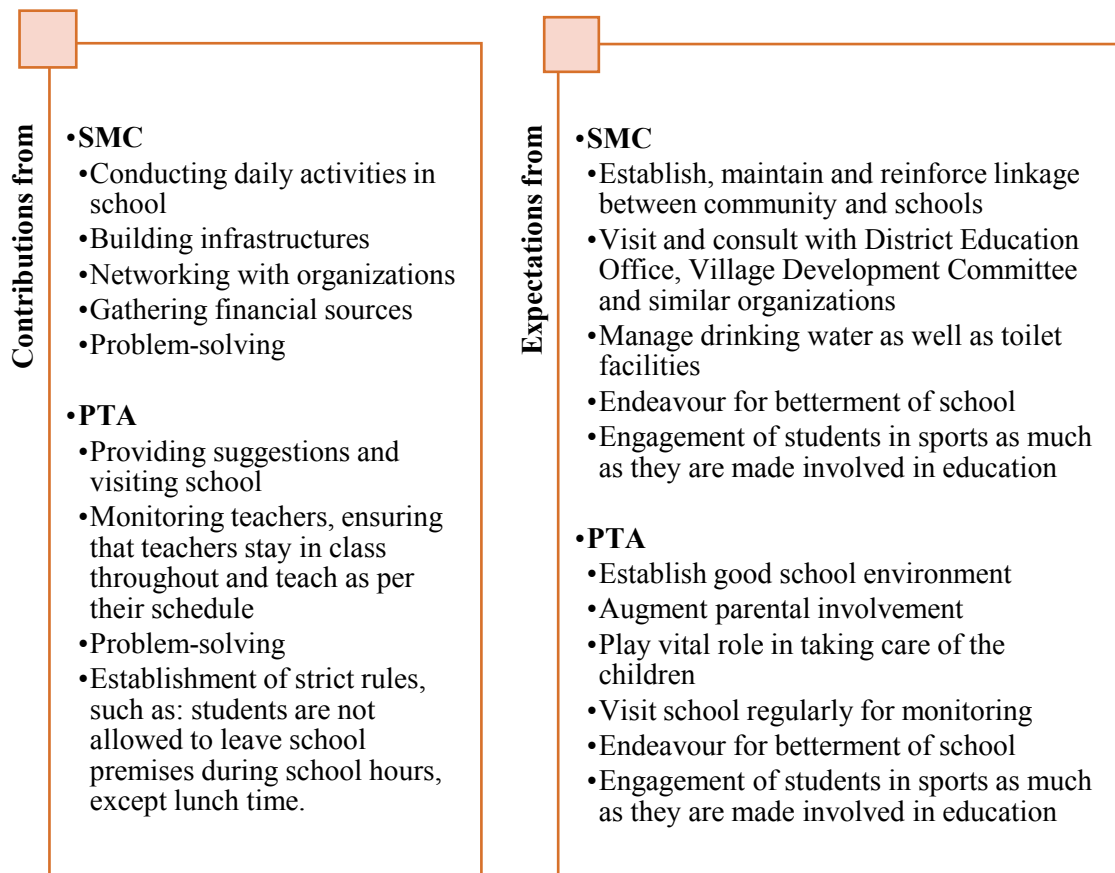 Contributions from
•SMC
•Conducting daily activities in
school
•Building infrastructures
•Networking with organizations
•Gathering financial sources
•Problem-solving
•PTA
•Providing suggestions and
visiting school
•Monitoring teachers, ensuring
that teachers stay in class
throughout and teach as per
their schedule
•Problem-solving
•Establishment of strict rules,
such as: students are not
allowed to leave school
premises during school hours,
except lunch time.
Expectations from
•SMC
•Establish, maintain and reinforce linkage
between community and schools
•Visit and consult with District Education
Office, Village Development Committee
and similar organizations
•Manage drinking water as well as toilet
facilities
•Endeavour for betterment of school
•Engagement of students in sports as much
as they are made involved in education
•PTA
•Establish good school environment
•Augment parental involvement
•Play vital role in taking care of the
children
•Visit school regularly for monitoring
•Endeavour for betterment of school
•Engagement of students in sports as much
as they are made involved in education